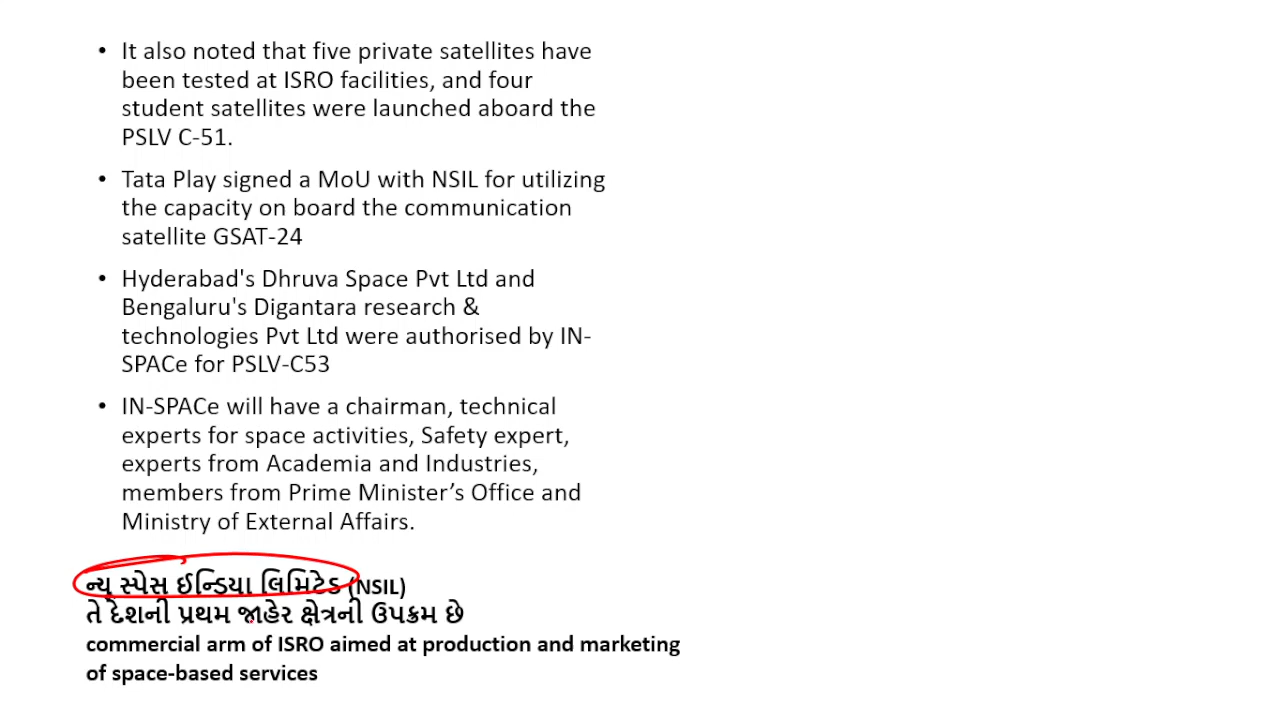 • It also noted that five private satellites have
been tested at ISRO facilities, and four
student satellites were launched aboard the
PSLV C-51.
• Tata Play signed a MoU with NSIL for utilizing
the capacity on board the communication
satellite GSAT-24
• Hyderabad's Dhruva Space Pvt Ltd and
Bengaluru's Digantara research &
technologies Pvt Ltd were authorised by IN-
SPACe for PSLV-C53
• IN-SPACe will have a chairman, technical
experts for space activities, Safety expert,
experts from Academia and Industries,
members from Prime Minister’s Office and
Ministry of External Affairs.
ન્યૂ સ્પેસ ઈન્ડિયા લિમિટેડ (NSIL)
તે દેશની પ્રથમ જાહેર ક્ષેત્રની ઉપક્રમ છે
commercial arm of ISRO aimed at production and marketing
of space-based services